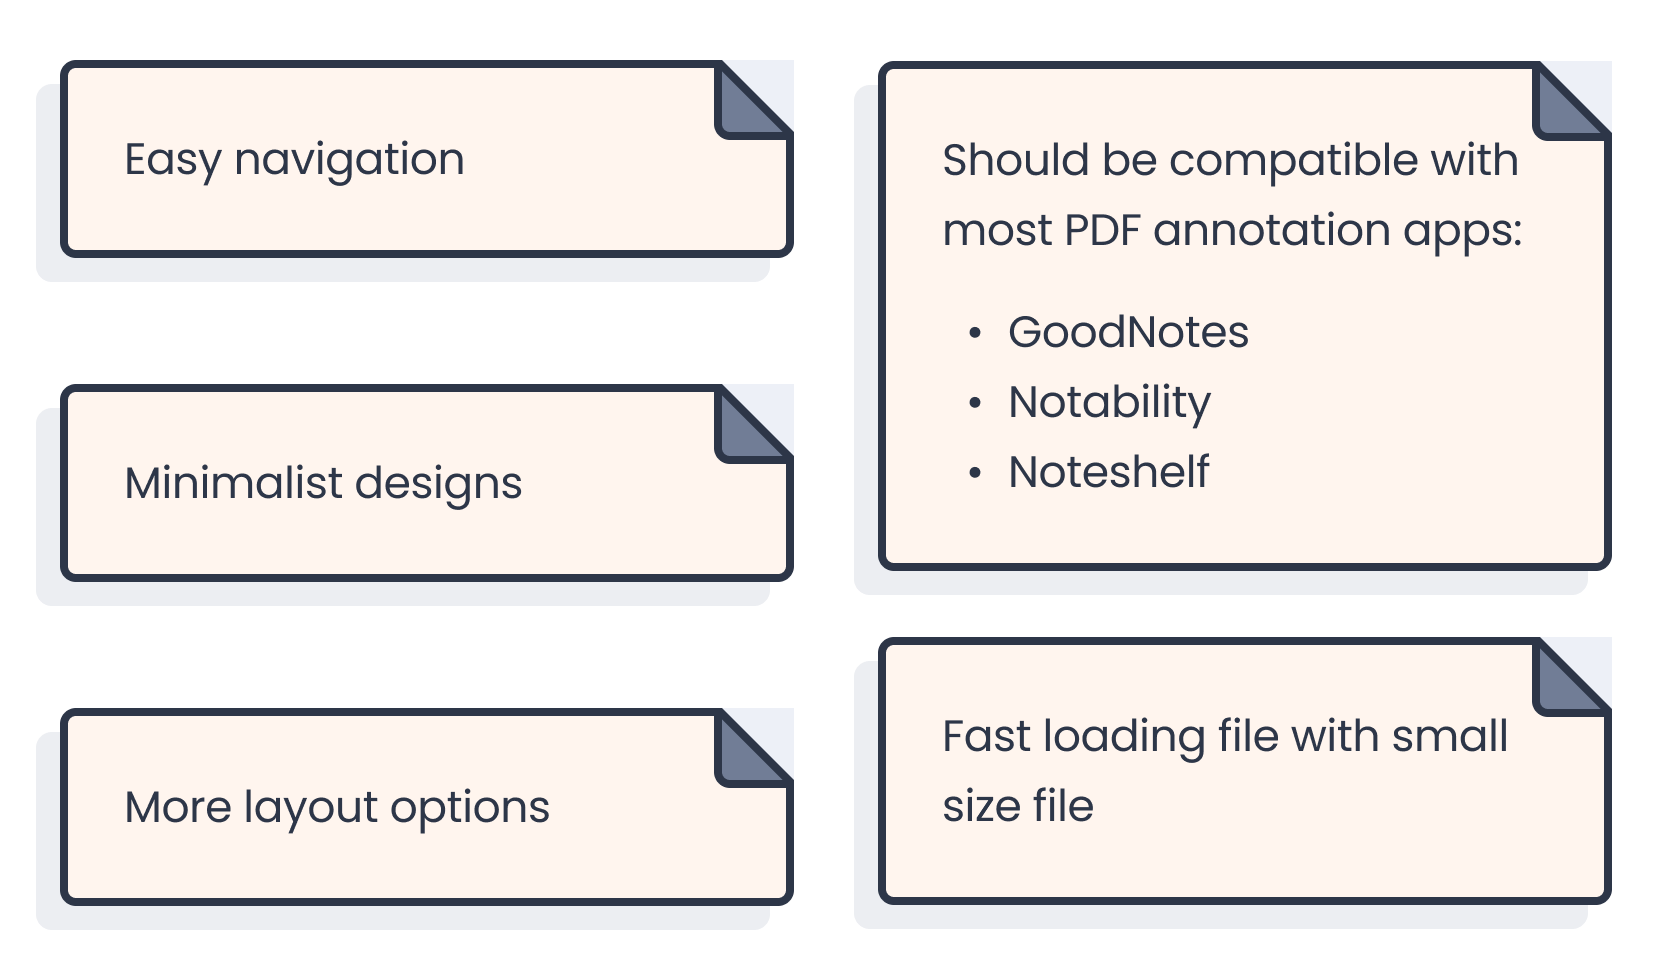 Easy navigation
Minimalist designs
More layout options
Should be compatible with
most PDF annotation apps:
• GoodNotes
• Notability
• Noteshelf
Fast loading file with small
size file